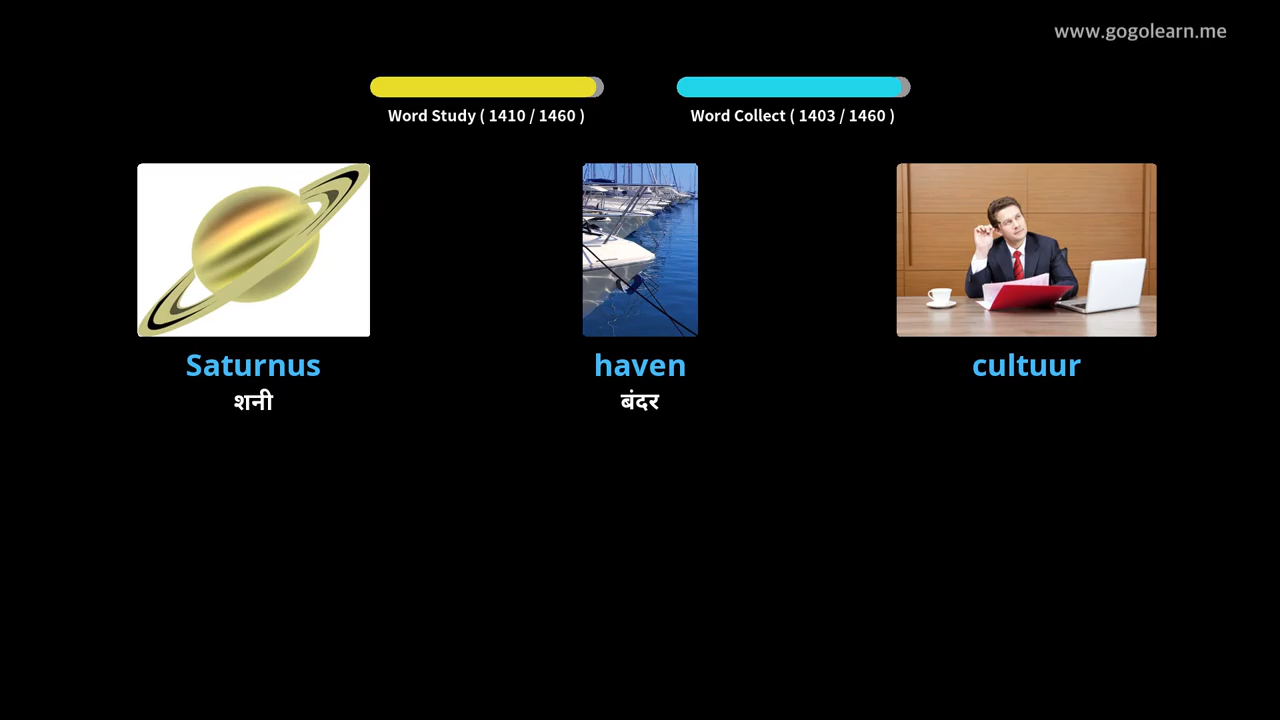 www.gogolearn.me
Word Study ( 1410 / 1460 )
Word Collect ( 1403 / 1460 )
Saturnus
haven
cultuur
शनी
बंदर